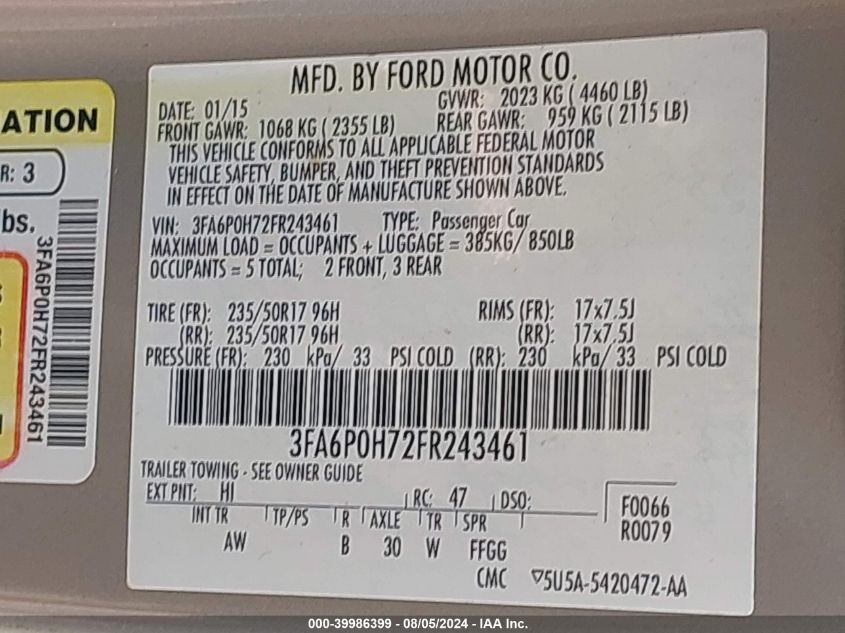 MFD. BY FORD MOTOR CO.
DATE: 01/15 GVWR: 2023 KG ( 4460 LB)
FRONT GAWR: 1068 KG ( 2355 LB) REAR GAWR: 959 KG ( 2115 LB)
THIS VEHICLE CONFORMS TO ALL APPLICABLE FEDERAL MOTOR
VEHICLE SAFETY, BUMPER, AND THEFT PREVENTION STANDARDS
IN EFFECT ON THE DATE OF MANUFACTURE SHOWN ABOVE.
VIN: 3FA6P0H72FR243461 TYPE: Passenger Car
MAXIMUM LOAD = OCCUPANTS + LUGGAGE = 385KG/ 850LB
OCCUPANTS = 5 TOTAL; 2 FRONT, 3 REAR
TIRE (FR): 235/50R17 96H RIMS (FR): 17x7.5J
(RR): 235/50R17 96H (RR): 17x7.5J
PRESSURE (FR): 230 kPa/ 33 PSI COLD (RR): 230 kPa/ 33 PSI COLD
3FA6P0H72FR243461
TRAILER TOWING - SEE OWNER GUIDE
EXT PNT: HI RC: 47 DSO:
INT TR TP/PS R AXLE TR SPR
AW B 30 W FFGG
F0066
R0079
CMC ▽5U5A-5420472-AA
ATION
R: 3
bs.
3FA6P0H72FR243461
000-39986399 - 08/05/2024 - IAA Inc.